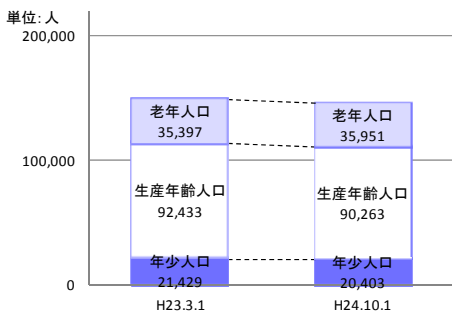 単位: 人
200,000
100,000
0
老年人口
35,397
生産年齢人口
92,433
年少人口
21,429
H23.3.1
老年人口
35,951
生産年齢人口
90,263
年少人口
20,403
H24.10.1